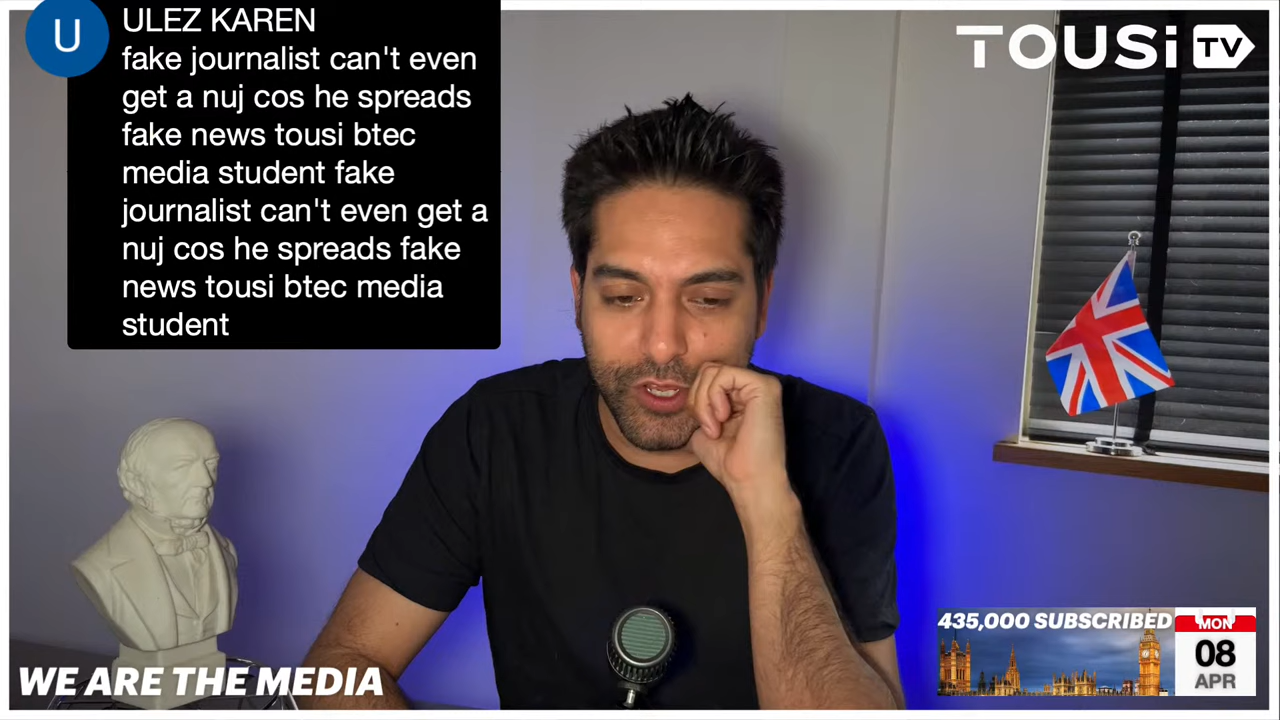 U
ULEZ KAREN
fake journalist can't even
get a nuj cos he spreads
fake news tousi btec
media student fake
journalist can't even get a
nuj cos he spreads fake
news tousi btec media
student
TOUSi TV
435,000 SUBSCRIBED
MON
08
APR
WE ARE THE MEDIA